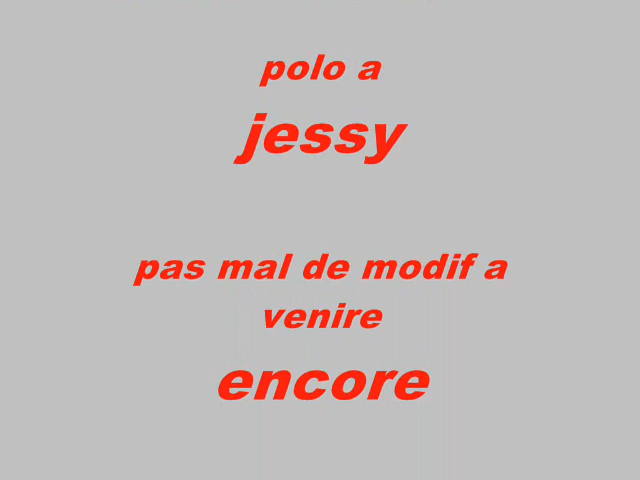 polo a
jessy
pas mal de modif a
venire
encore